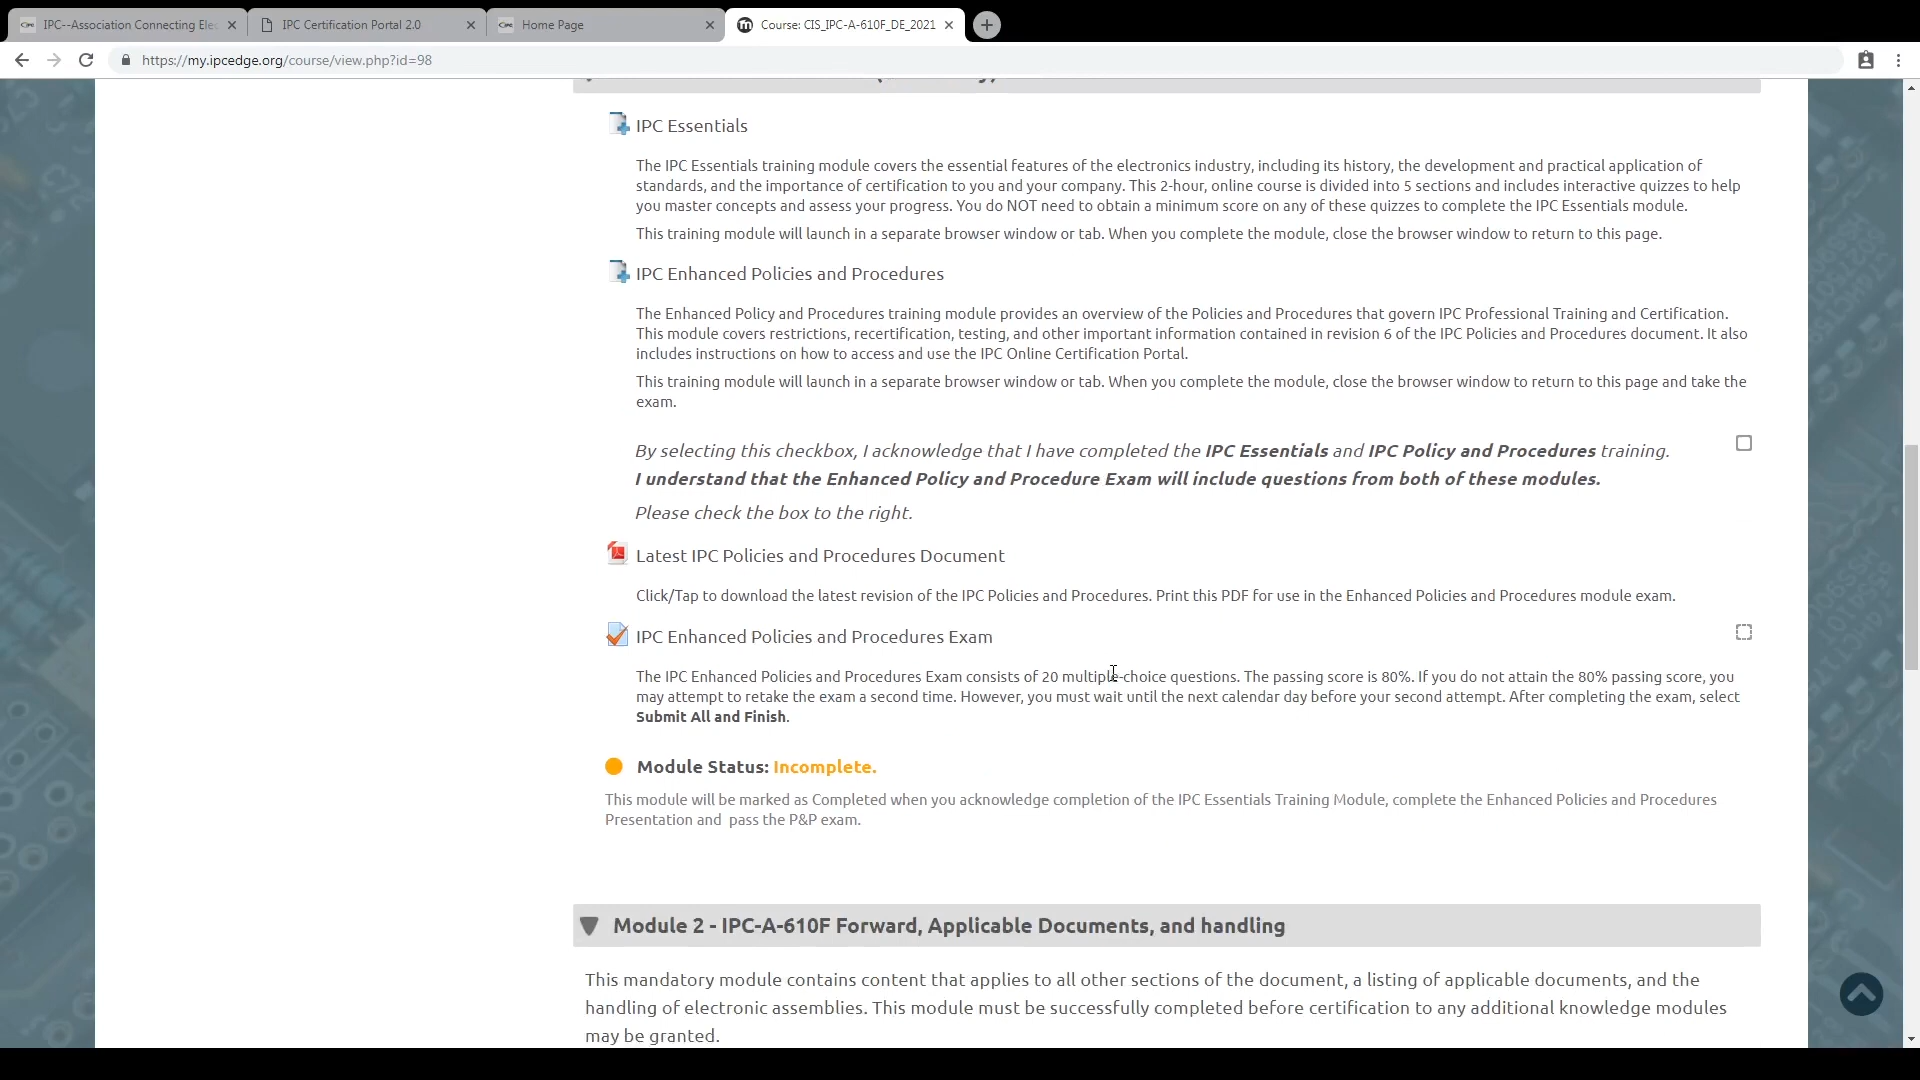 IPC--Association Connecting Elec
IPC Certification Portal 2.0
Home Page
Course: CIS_IPC-A-610F_DE_2021
https://my.ipcedge.org/course/view.php?id=98
IPC Essentials
The IPC Essentials training module covers the essential features of the electronics industry, including its history, the development and practical application of
standards, and the importance of certification to you and your company. This 2-hour, online course is divided into 5 sections and includes interactive quizzes to help
you master concepts and assess your progress. You do NOT need to obtain a minimum score on any of these quizzes to complete the IPC Essentials module.
This training module will launch in a separate browser window or tab. When you complete the module, close the browser window to return to this page.
IPC Enhanced Policies and Procedures
The Enhanced Policy and Procedures training module provides an overview of the Policies and Procedures that govern IPC Professional Training and Certification.
This module covers restrictions, recertification, testing, and other important information contained in revision 6 of the IPC Policies and Procedures document. It also
includes instructions on how to access and use the IPC Online Certification Portal.
This training module will launch in a separate browser window or tab. When you complete the module, close the browser window to return to this page and take the
exam.
By selecting this checkbox, I acknowledge that I have completed the IPC Essentials and IPC Policy and Procedures training.
I understand that the Enhanced Policy and Procedure Exam will include questions from both of these modules.
Please check the box to the right.
Latest IPC Policies and Procedures Document
Click/Tap to download the latest revision of the IPC Policies and Procedures. Print this PDF for use in the Enhanced Policies and Procedures module exam.
IPC Enhanced Policies and Procedures Exam
The IPC Enhanced Policies and Procedures Exam consists of 20 multiple-choice questions. The passing score is 80%. If you do not attain the 80% passing score, you
may attempt to retake the exam a second time. However, you must wait until the next calendar day before your second attempt. After completing the exam, select
Submit All and Finish.
Module Status: Incomplete.
This module will be marked as Completed when you acknowledge completion of the IPC Essentials Training Module, complete the Enhanced Policies and Procedures
Presentation and pass the P&P exam.
Module 2 - IPC-A-610F Forward, Applicable Documents, and handling
This mandatory module contains content that applies to all other sections of the document, a listing of applicable documents, and the
handling of electronic assemblies. This module must be successfully completed before certification to any additional knowledge modules
may be granted.